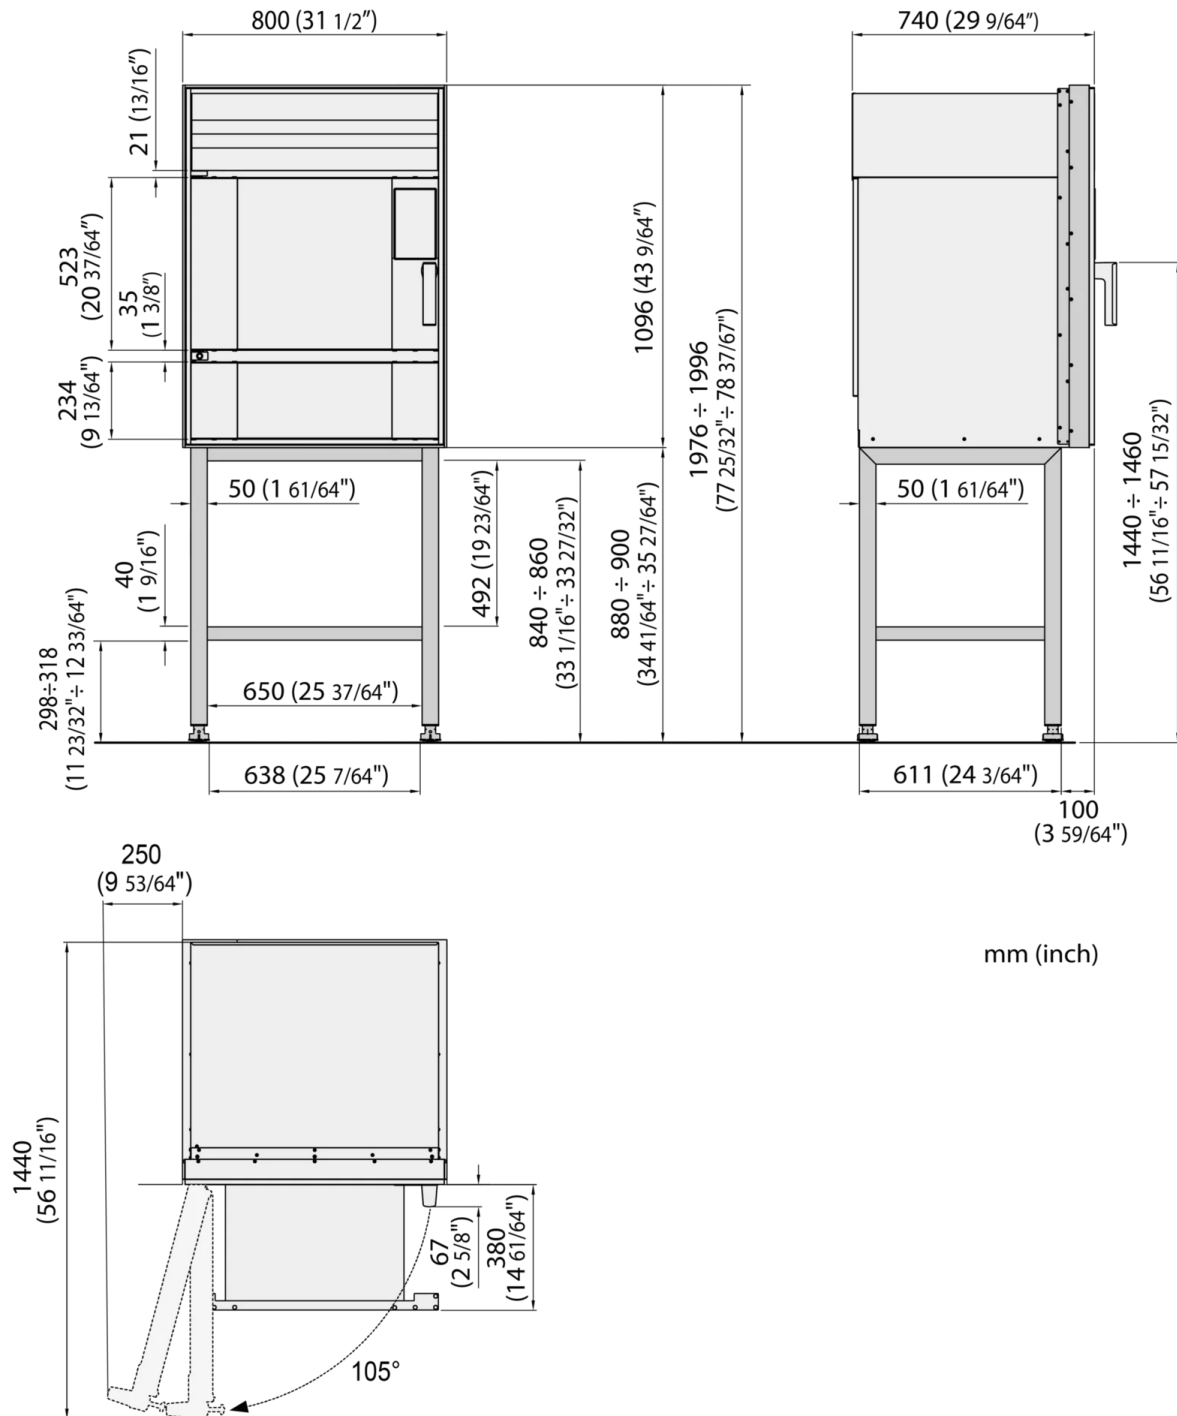 800 (31 1/2″)
740 (29 9/64″)
21 (13/16″)
523
(20 37/64″)
35
(1 3/8″)
234
(9 13/64″)
1096 (43 9/64″)
1976 ÷ 1996
(77 25/32"÷ 78 37/67")
50 (1 61/64")
492 (19 23/64")
840 ÷ 860
(33 1/16"÷ 33 27/32")
880 ÷ 900
(34 41/64"÷ 35 27/64")
40
(1 9/16")
298÷318
(11 23/32"÷ 12 33/64")
650 (25 37/64")
638 (25 7/64")
50 (1 61/64")
1440 ÷ 1460
(56 11/16"÷ 57 15/32")
611 (24 3/64")
100
(3 59/64")
250
(9 53/64")
mm (inch)
1440
(56 11/16")
67
(2 5/8")
380
(14 61/64")
105°